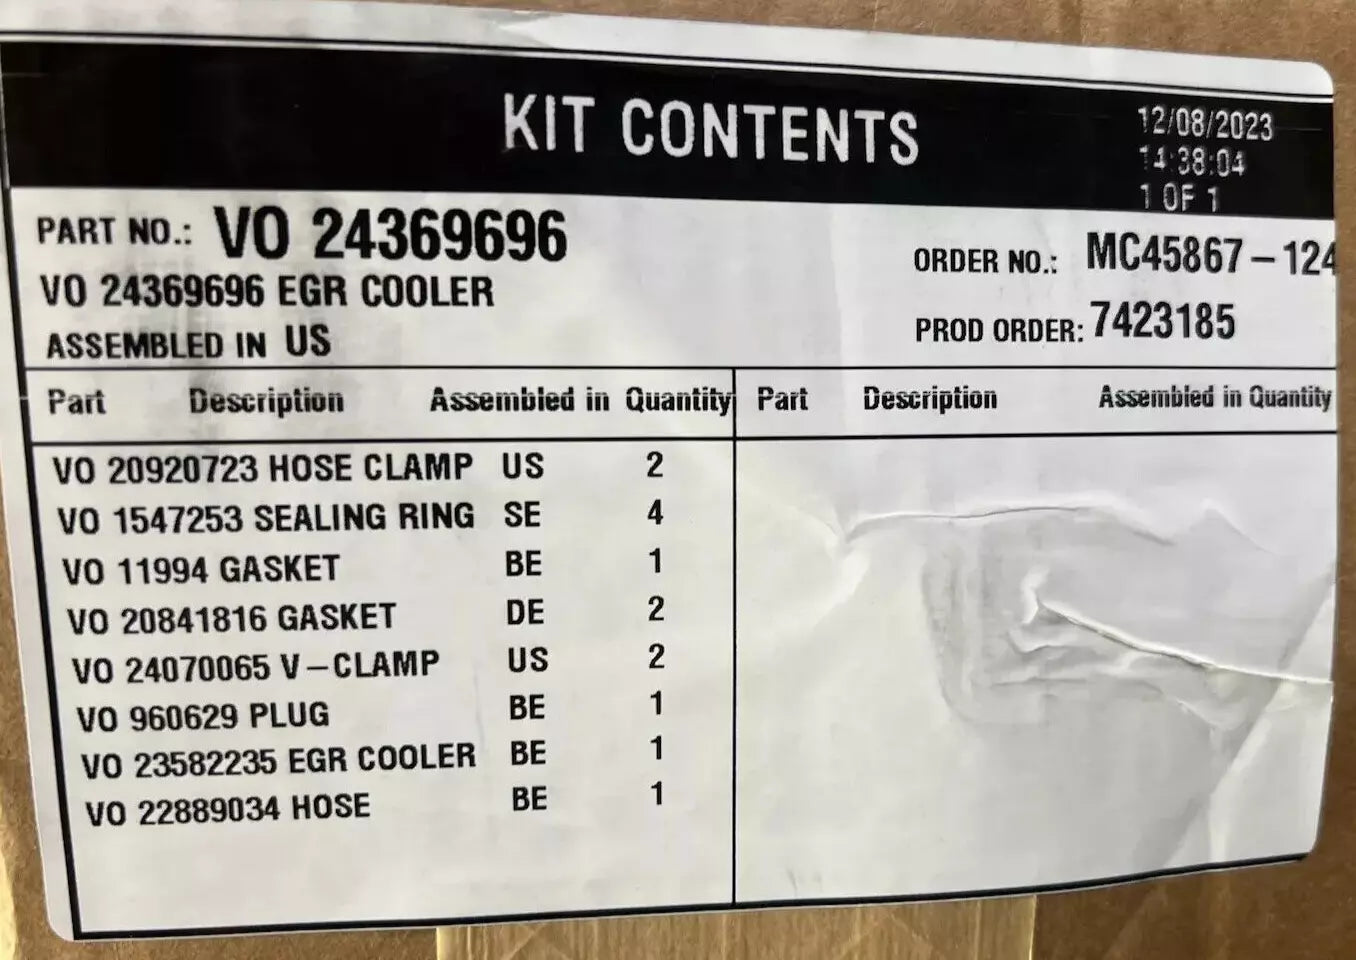 KIT CONTENTS
12/08/2023
14:38:04
1 OF 1
PART NO.: VO 24369696
VO 24369696 EGR COOLER
ASSEMBLED IN US
ORDER NO.: MC45867-124
PROD ORDER: 7423185
Part Description Assembled in Quantity Part Description Assembled in Quantity
VO 20920723 HOSE CLAMP US 2
VO 1547253 SEALING RING SE 4
VO 11994 GASKET BE 1
VO 20841816 GASKET DE 2
VO 24070065 V-CLAMP US 2
VO 960629 PLUG BE 1
VO 23582235 EGR COOLER BE 1
VO 22889034 HOSE BE 1